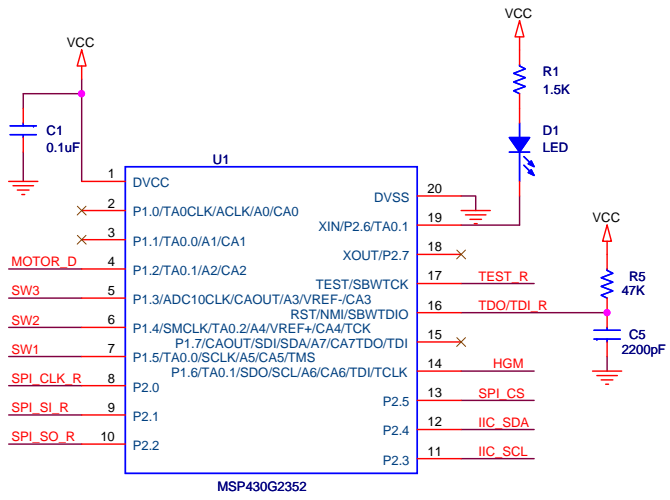 VCC
C1
0.1uF
U1
VCC
R1
1.5K
D1
LED
1 DVCC
2 P1.0/TA0CLK/ACLK/A0/CA0
3 P1.1/TA0.0/A1/CA1
MOTOR_D 4 P1.2/TA0.1/A2/CA2
SW3 5 P1.3/ADC10CLK/CAOUT/A3/VREF-/CA3
SW2 6 P1.4/SMCLK/TA0.2/A4/VREF+/CA4/TCK
SW1 7 P1.5/TA0.0/SCLK/A5/CA5/TMS
SPI_CLK_R 8 P2.0
SPI_SI_R 9 P2.1
SPI_SO_R 10 P2.2
DVSS 20
XIN/P2.6/TA0.1 19
XOUT/P2.7 18
TEST/SBWTCK 17 TEST_R
RST/NMI/SBWTDIO 16 TDO/TDI_R
P1.7/CAOUT/SDI/SDA/A7/CA7TDO/TDI 15
P1.6/TA0.1/SDO/SCL/A6/CA6/TDI/TCLK 14 HGM
P2.5 13 SPI_CS
P2.4 12 IIC_SDA
P2.3 11 IIC_SCL
VCC
R5
47K
C5
2200pF
MSP430G2352